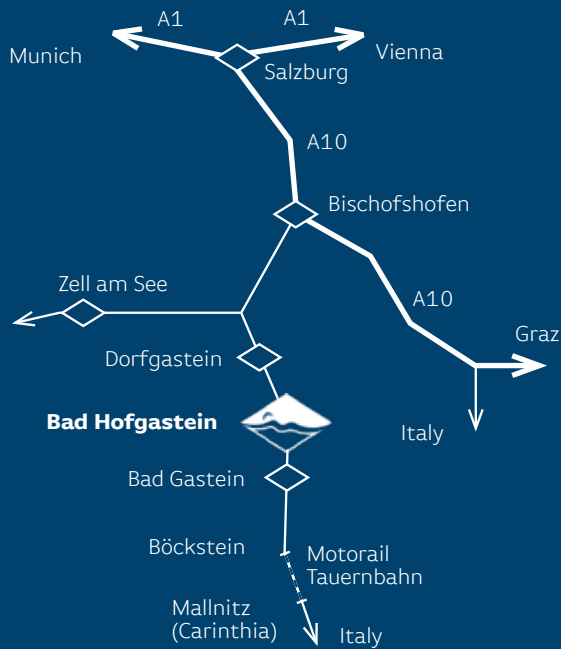 A1
A1
Munich
Vienna
Salzburg
A10
Bischofshofen
Zell am See
A10
Graz
Dorfgastein
Bad Hofgastein
Italy
Bad Gastein
Böckstein
Motorail
Tauernbahn
Mallnitz
(Carinthia)
Italy